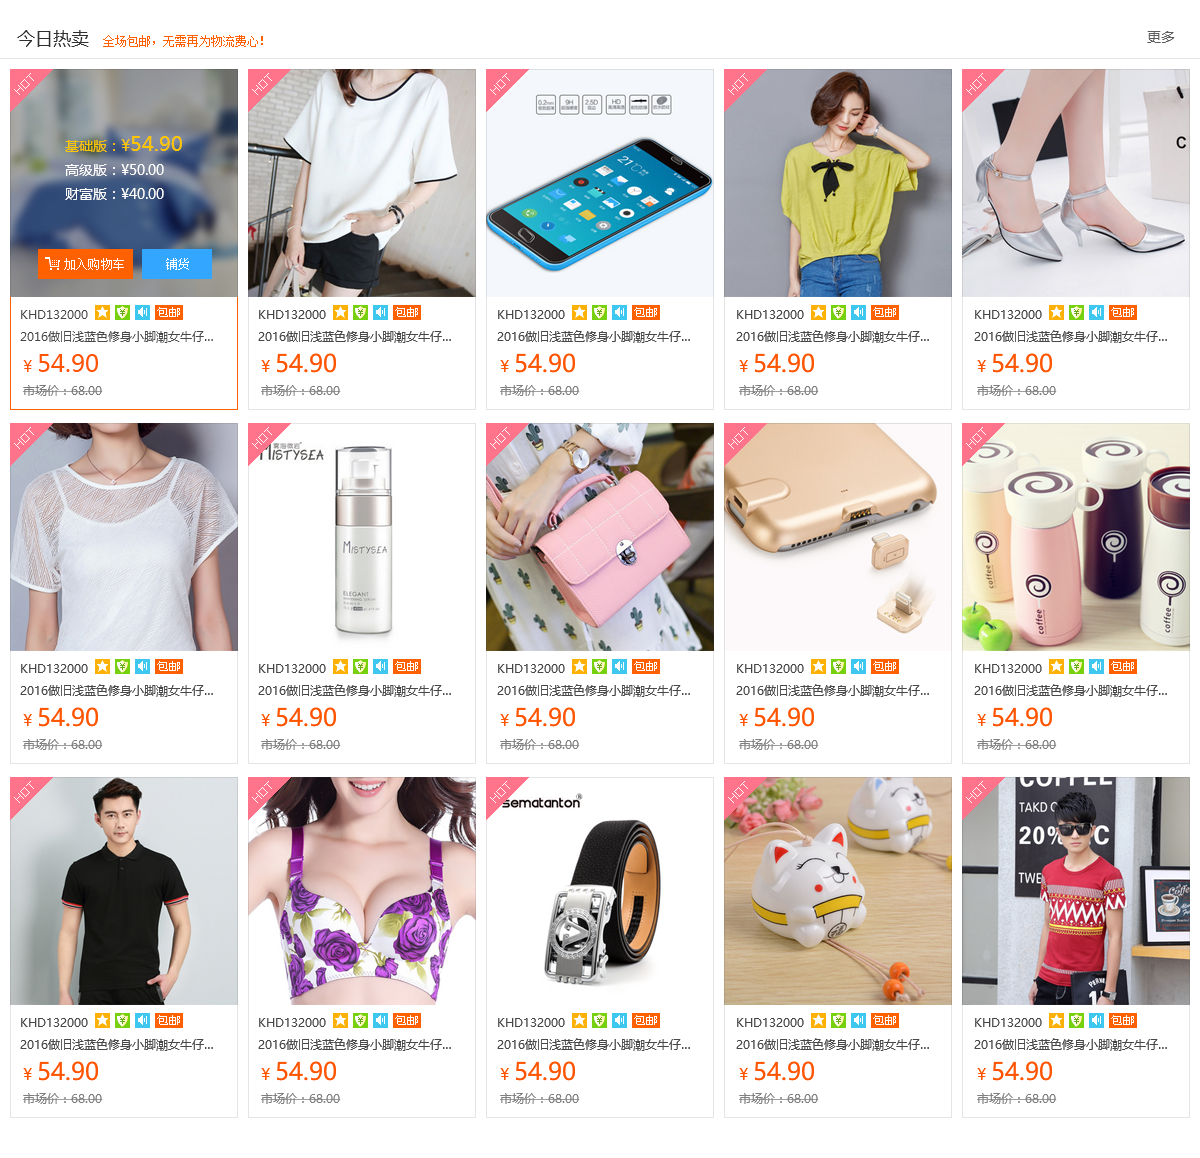 今日热卖 全场包邮，无需再为物流费心！ 更多
HOT HOT HOT HOT HOT
基础版：¥54.90
高级版：¥50.00
财富版：¥40.00
加入购物车 铺货
0.2mm 9H 2.5D HD
C
KHD132000 包邮 KHD132000 包邮 KHD132000 包邮 KHD132000 包邮 KHD132000 包邮
2016做旧浅蓝色修身小脚潮女牛仔... 2016做旧浅蓝色修身小脚潮女牛仔... 2016做旧浅蓝色修身小脚潮女牛仔... 2016做旧浅蓝色修身小脚潮女牛仔... 2016做旧浅蓝色修身小脚潮女牛仔...
¥ 54.90 ¥ 54.90 ¥ 54.90 ¥ 54.90 ¥ 54.90
市场价：68.00 市场价：68.00 市场价：68.00 市场价：68.00 市场价：68.00
HOT HOT HOT HOT HOT
MISTYSEA
MISTYSEA
ELEGANT
coffee coffee coffee
KHD132000 包邮 KHD132000 包邮 KHD132000 包邮 KHD132000 包邮 KHD132000 包邮
2016做旧浅蓝色修身小脚潮女牛仔... 2016做旧浅蓝色修身小脚潮女牛仔... 2016做旧浅蓝色修身小脚潮女牛仔... 2016做旧浅蓝色修身小脚潮女牛仔... 2016做旧浅蓝色修身小脚潮女牛仔...
¥ 54.90 ¥ 54.90 ¥ 54.90 ¥ 54.90 ¥ 54.90
市场价：68.00 市场价：68.00 市场价：68.00 市场价：68.00 市场价：68.00
HOT HOT HOT HOT HOT
sematanton®
COFFEE
TAKD
20%
TWE
COFFEE
KHD132000 包邮 KHD132000 包邮 KHD132000 包邮 KHD132000 包邮 KHD132000 包邮
2016做旧浅蓝色修身小脚潮女牛仔... 2016做旧浅蓝色修身小脚潮女牛仔... 2016做旧浅蓝色修身小脚潮女牛仔... 2016做旧浅蓝色修身小脚潮女牛仔... 2016做旧浅蓝色修身小脚潮女牛仔...
¥ 54.90 ¥ 54.90 ¥ 54.90 ¥ 54.90 ¥ 54.90
市场价：68.00 市场价：68.00 市场价：68.00 市场价：68.00 市场价：68.00